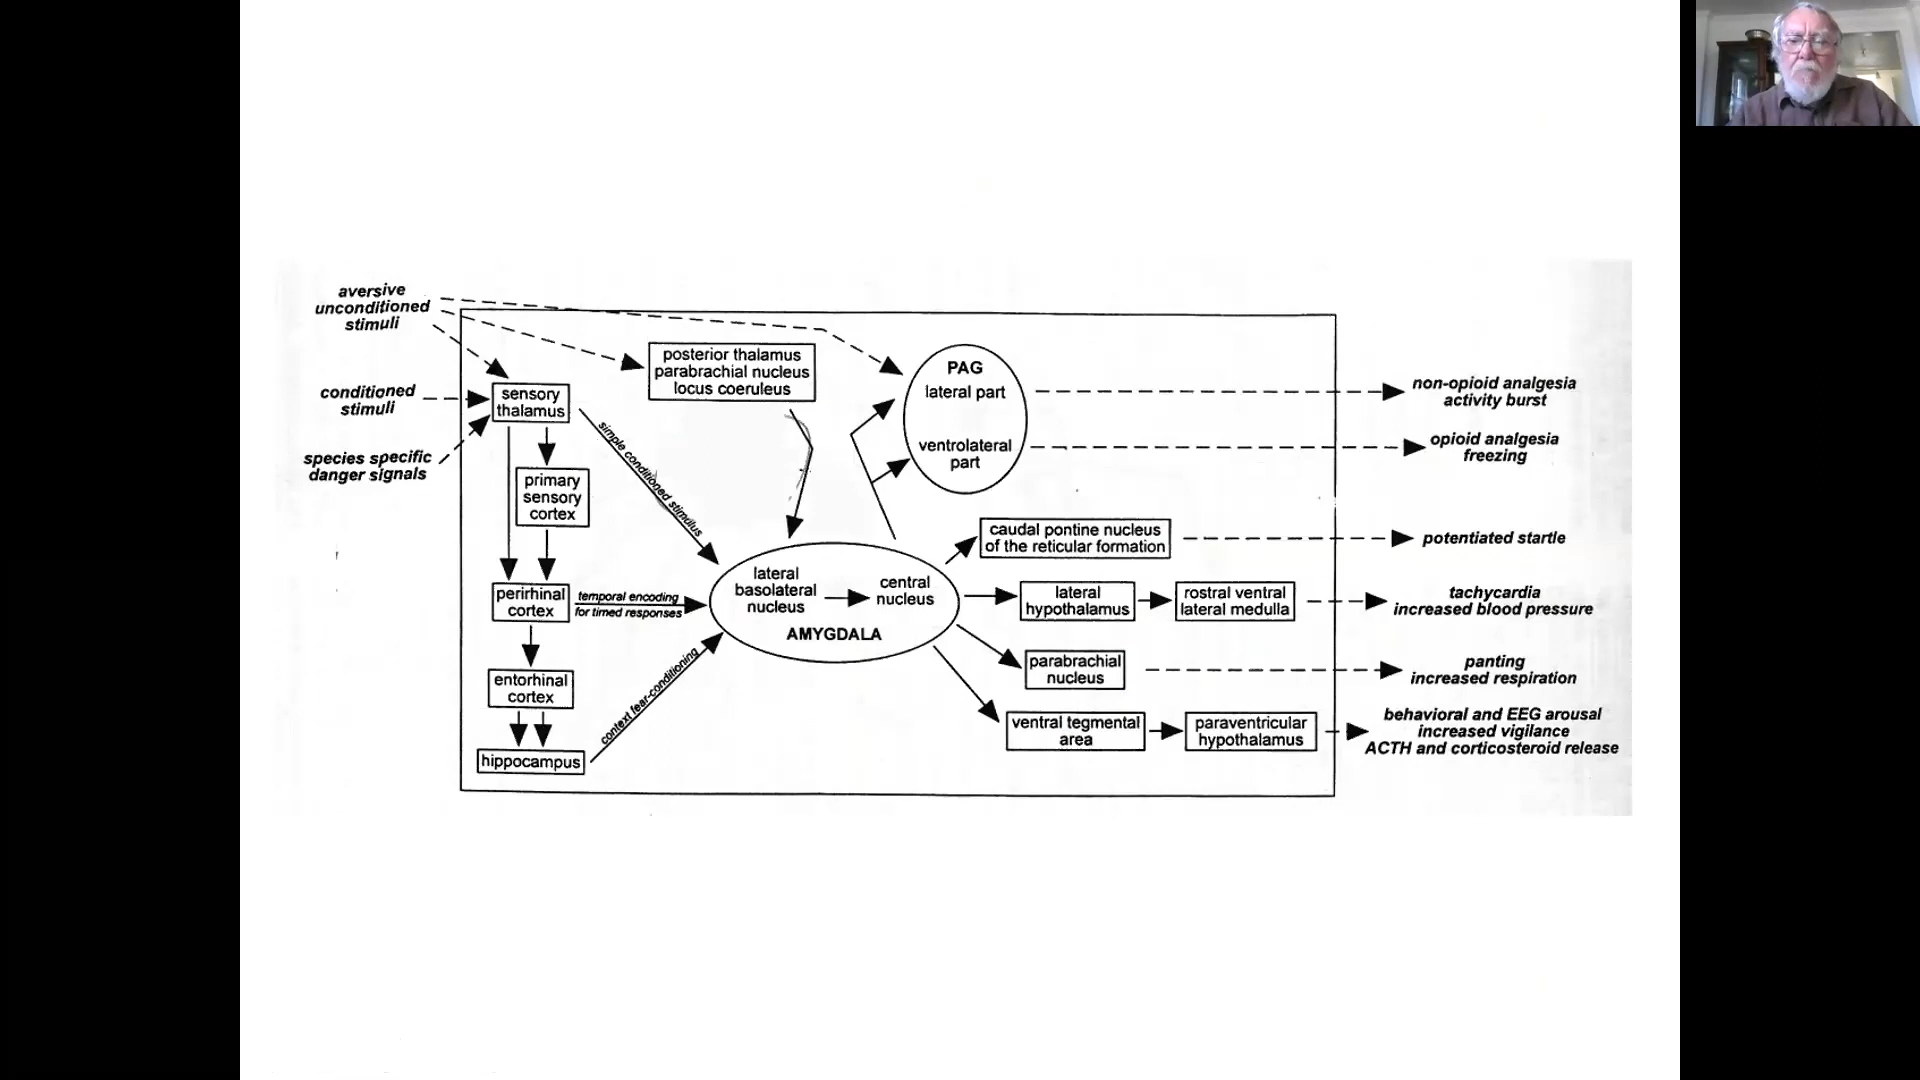 aversive
unconditioned
stimuli
conditioned
stimuli
species specific
danger signals
sensory
thalamus
primary
sensory
cortex
perirhinal
cortex
entorhinal
cortex
hippocampus
simple conditioned stimulus
temporal encoding
for timed responses
context fear-conditioning
posterior thalamus
parabrachial nucleus
locus coeruleus
lateral
basolateral
nucleus
central
nucleus
AMYGDALA
PAG
lateral part
ventrolateral
part
caudal pontine nucleus
of the reticular formation
lateral
hypothalamus
rostral ventral
lateral medulla
parabrachial
nucleus
ventral tegmental
area
paraventricular
hypothalamus
non-opioid analgesia
activity burst
opioid analgesia
freezing
potentiated startle
tachycardia
increased blood pressure
panting
increased respiration
behavioral and EEG arousal
increased vigilance
ACTH and corticosteroid release